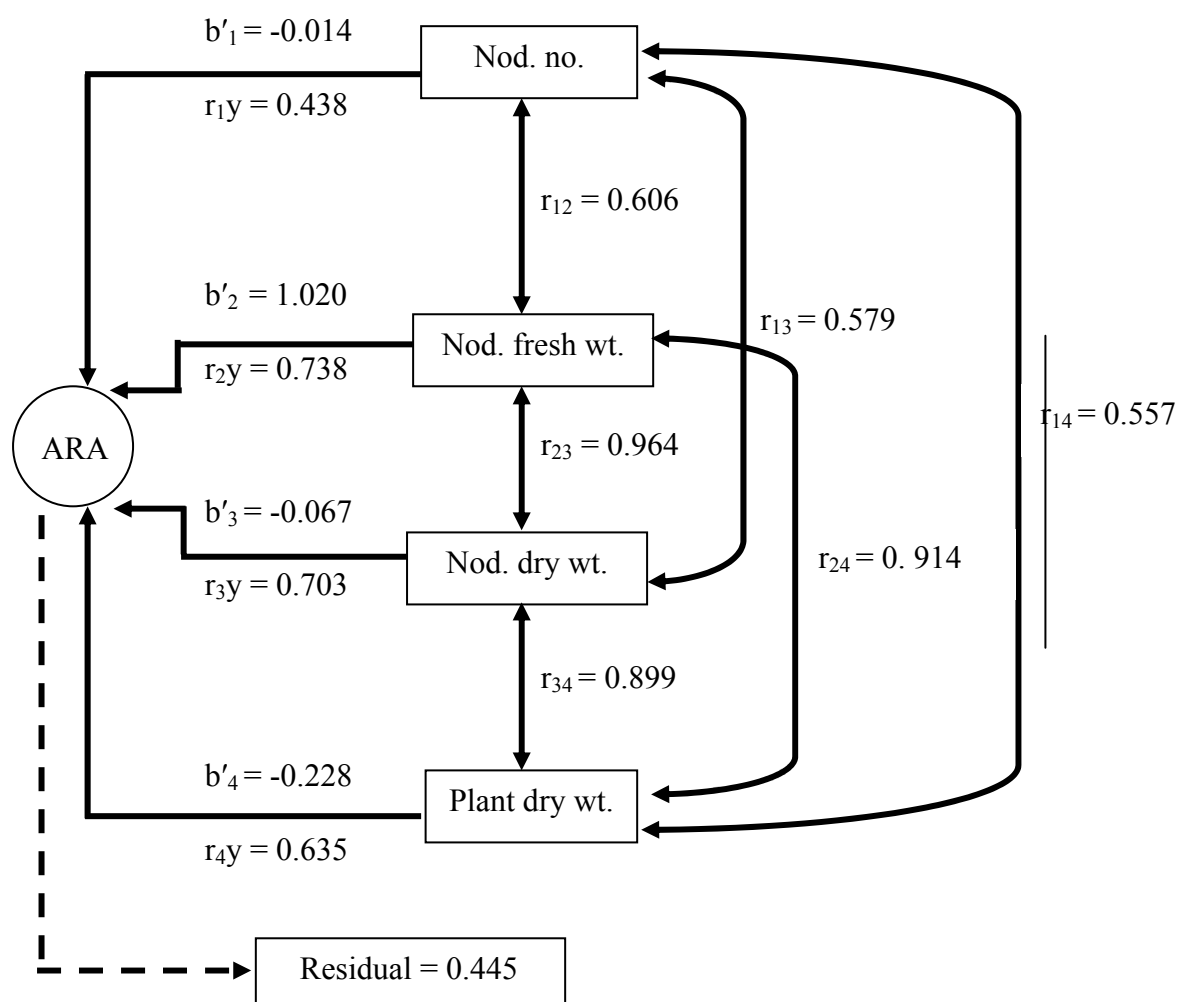 b′₁ = -0.014
Nod. no.
r₁y = 0.438
r₁₂ = 0.606
b′₂ = 1.020
r₁₃ = 0.579
Nod. fresh wt.
r₂y = 0.738
r₁₄ = 0.557
ARA
r₂₃ = 0.964
b′₃ = -0.067
Nod. dry wt.
r₂₄ = 0. 914
r₃y = 0.703
r₃₄ = 0.899
b′₄ = -0.228
Plant dry wt.
r₄y = 0.635
Residual = 0.445